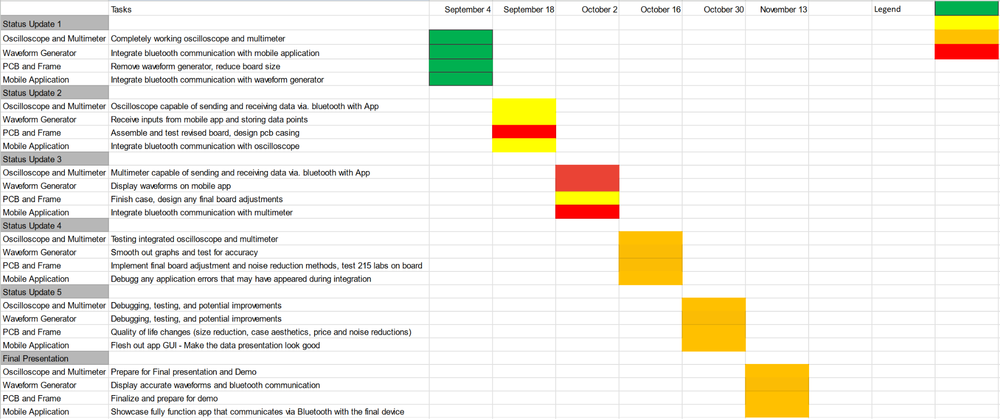 Tasks September 4 September 18 October 2 October 16 October 30 November 13 Legend
Status Update 1
Oscilloscope and Multimeter Completely working oscilloscope and multimeter
Waveform Generator Integrate bluetooth communication with mobile application
PCB and Frame Remove waveform generator, reduce board size
Mobile Application Integrate bluetooth communication with waveform generator
Status Update 2
Oscilloscope and Multimeter Oscilloscope capable of sending and receiving data via. bluetooth with App
Waveform Generator Receive inputs from mobile app and storing data points
PCB and Frame Assemble and test revised board, design pcb casing
Mobile Application Integrate bluetooth communication with oscilloscope
Status Update 3
Oscilloscope and Multimeter Multimeter capable of sending and receiving data via. bluetooth with App
Waveform Generator Display waveforms on mobile app
PCB and Frame Finish case, design any final board adjustments
Mobile Application Integrate bluetooth communication with multimeter
Status Update 4
Oscilloscope and Multimeter Testing integrated oscilloscope and multimeter
Waveform Generator Smooth out graphs and test for accuracy
PCB and Frame Implement final board adjustment and noise reduction methods, test 215 labs on board
Mobile Application Debugg any application errors that may have appeared during integration
Status Update 5
Oscilloscope and Multimeter Debugging, testing, and potential improvements
Waveform Generator Debugging, testing, and potential improvements
PCB and Frame Quality of life changes (size reduction, case aesthetics, price and noise reductions)
Mobile Application Flesh out app GUI - Make the data presentation look good
Final Presentation
Oscilloscope and Multimeter Prepare for Final presentation and Demo
Waveform Generator Display accurate waveforms and bluetooth communication
PCB and Frame Finalize and prepare for demo
Mobile Application Showcase fully function app that communicates via Bluetooth with the final device